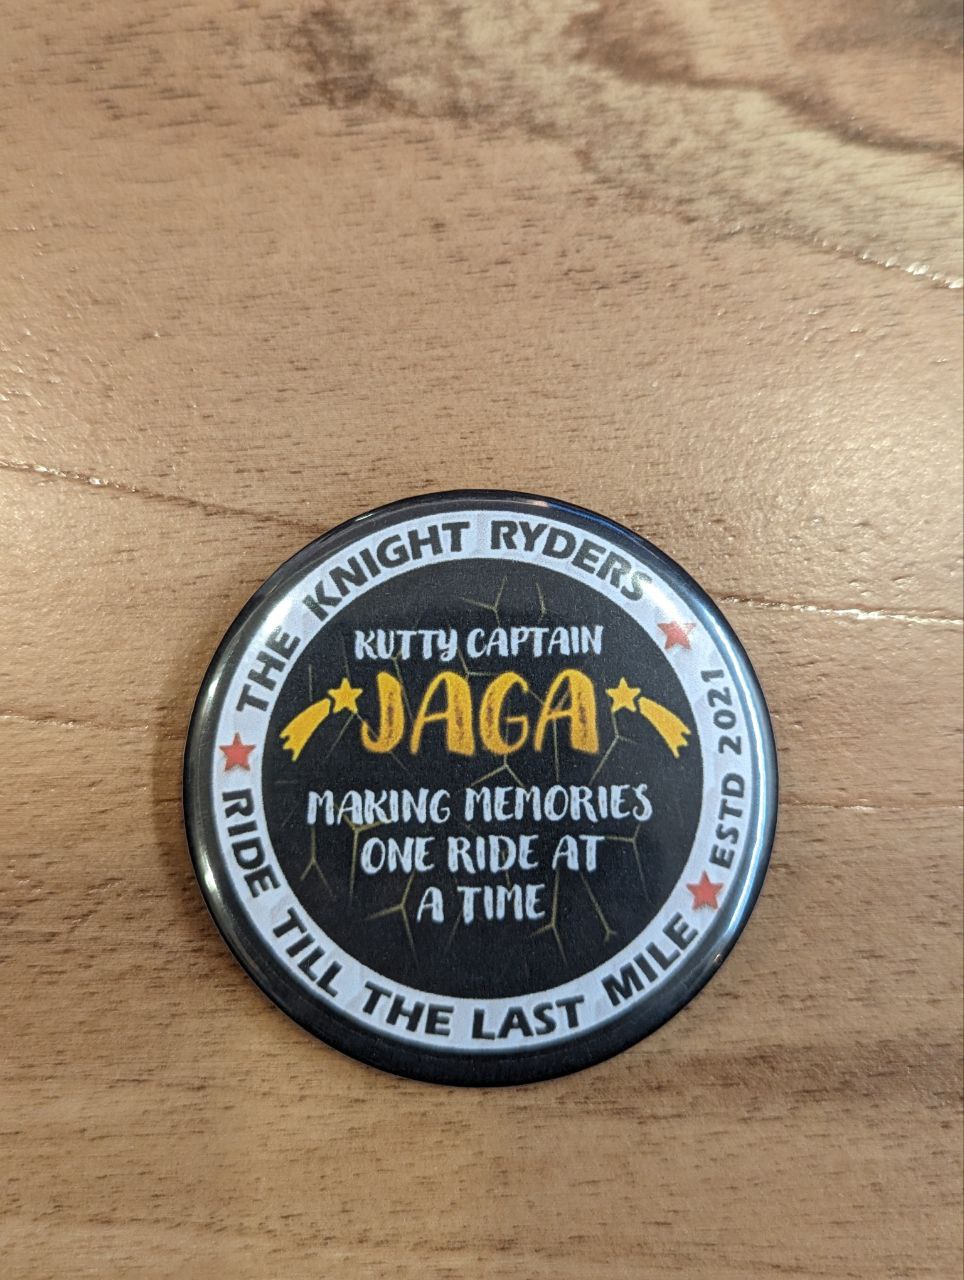 THE KNIGHT RYDERS
KUTTY CAPTAIN
JAGA
MAKING MEMORIES
ONE RIDE AT
A TIME
RIDE TILL THE LAST MILE
ESTD 2021